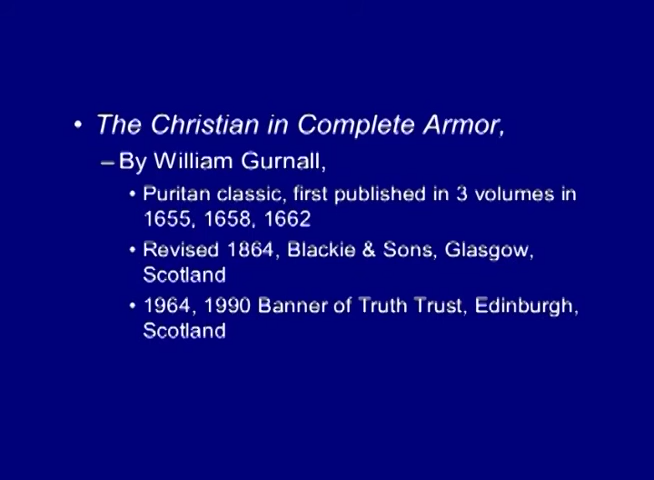 • The Christian in Complete Armor,
– By William Gurnall,
• Puritan classic, first published in 3 volumes in
1655, 1658, 1662
• Revised 1864, Blackie & Sons, Glasgow,
Scotland
• 1964, 1990 Banner of Truth Trust, Edinburgh,
Scotland